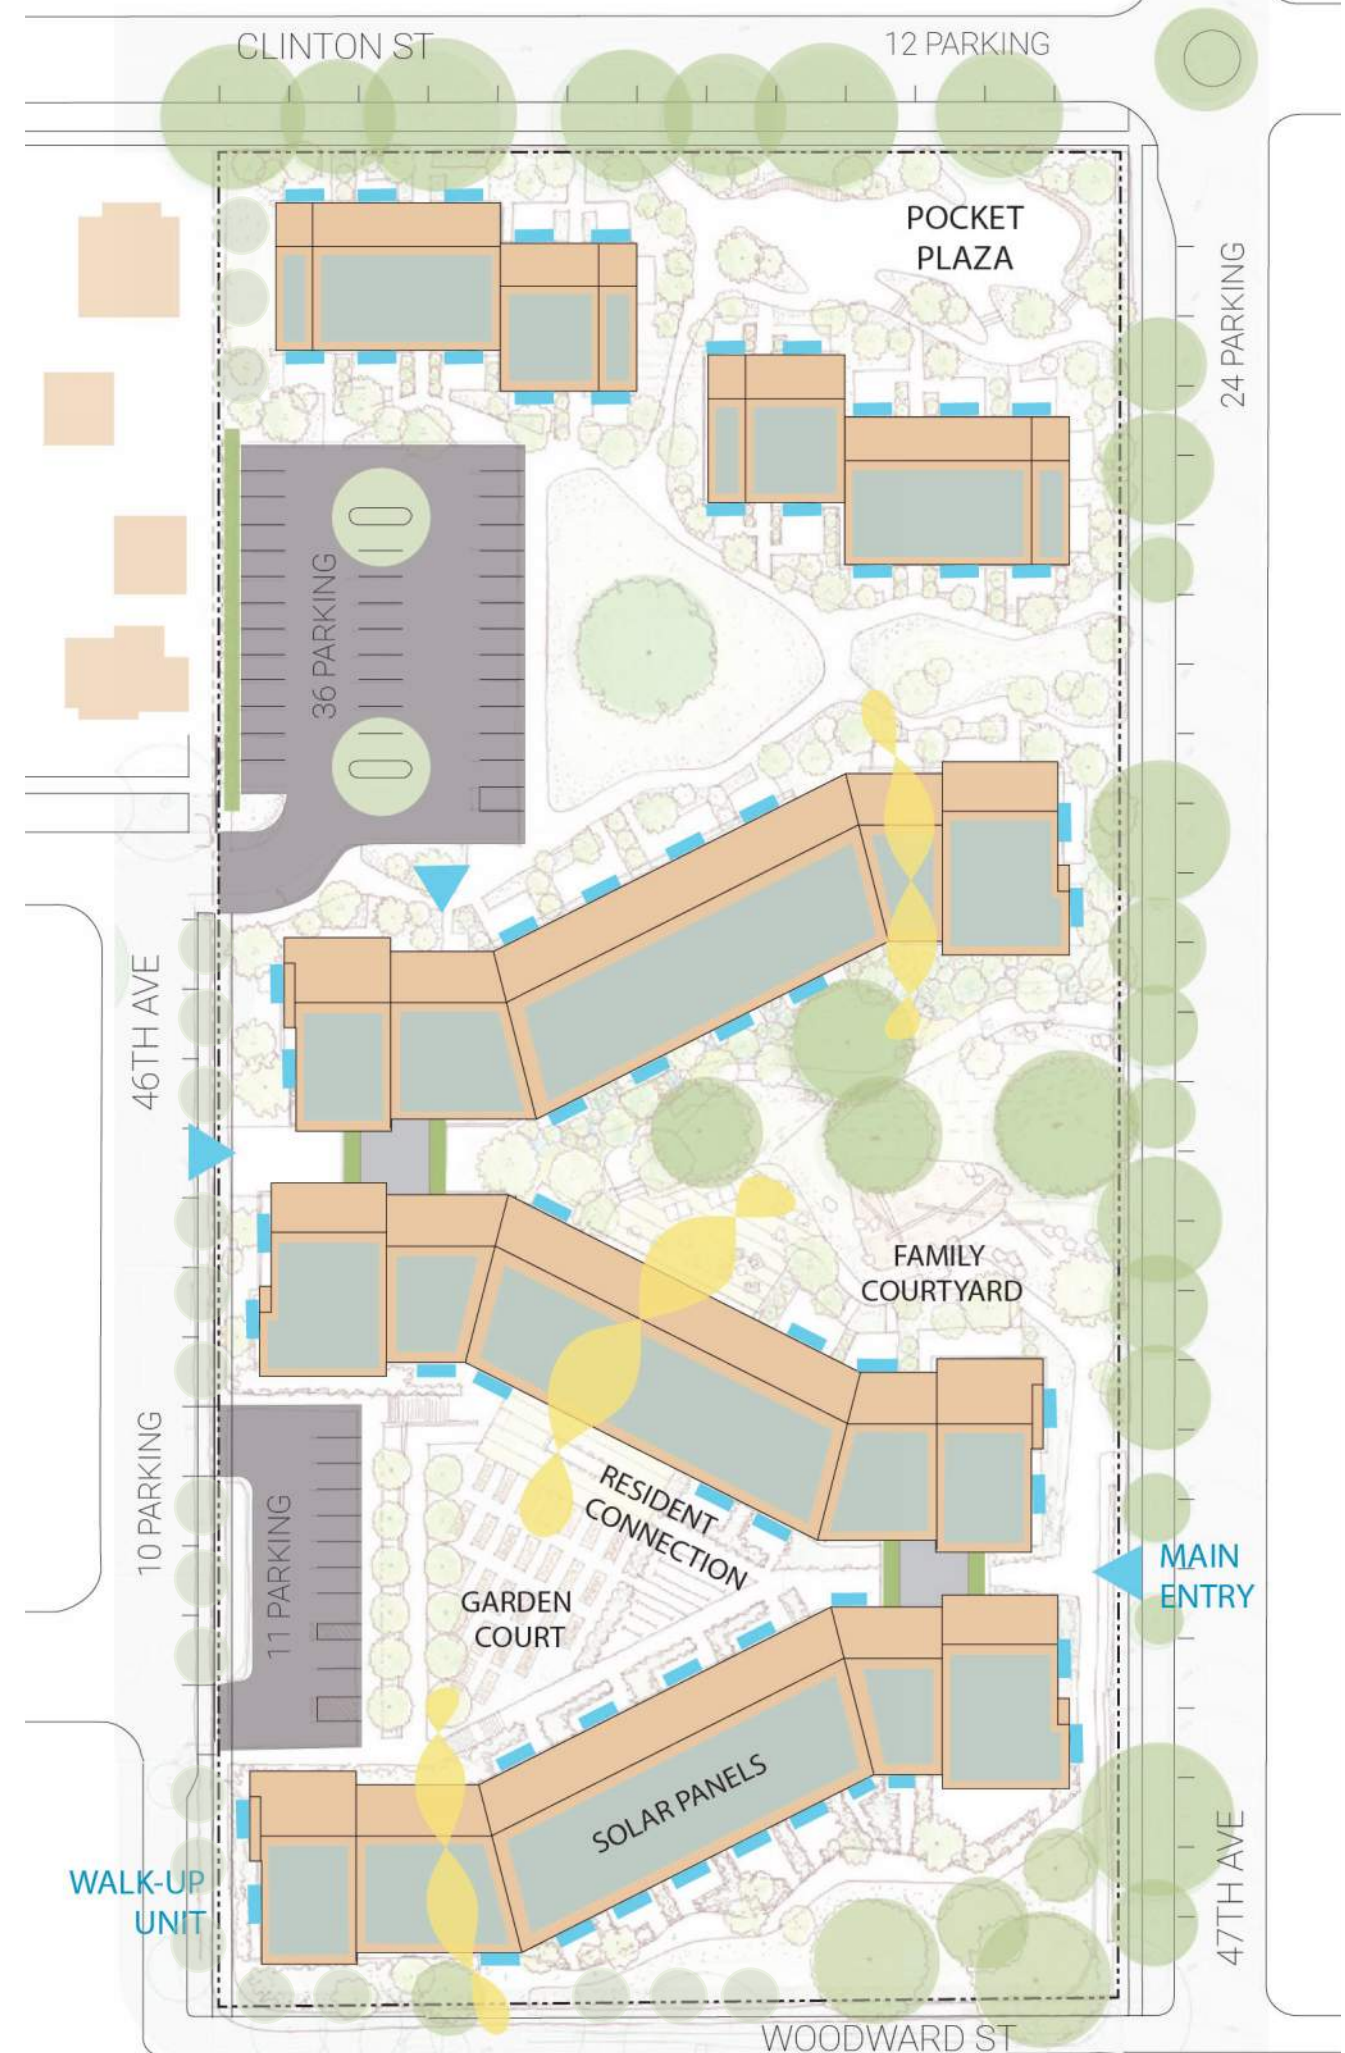 CLINTON ST
12 PARKING
POCKET
PLAZA
24 PARKING
36 PARKING
46TH AVE
FAMILY
COURTYARD
10 PARKING
11 PARKING
RESIDENT
CONNECTION
GARDEN
COURT
MAIN
ENTRY
SOLAR PANELS
WALK-UP
UNIT
47TH AVE
WOODWARD ST